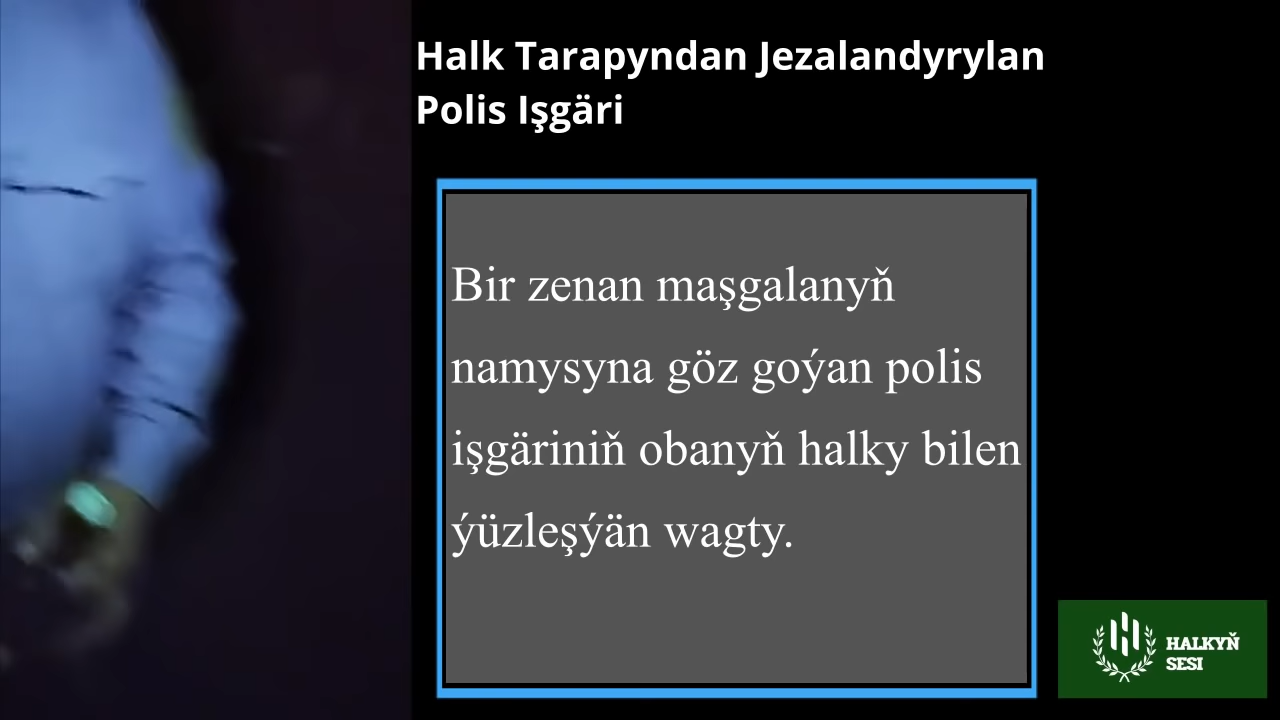 Halk Tarapyndan Jezalandyrylan
Polis Işgäri
Bir zenan maşgalanyň
namysyna göz goýan polis
işgäriniň obanyň halky bilen
ýüzleşýän wagty.
HALKYŇ
SESI